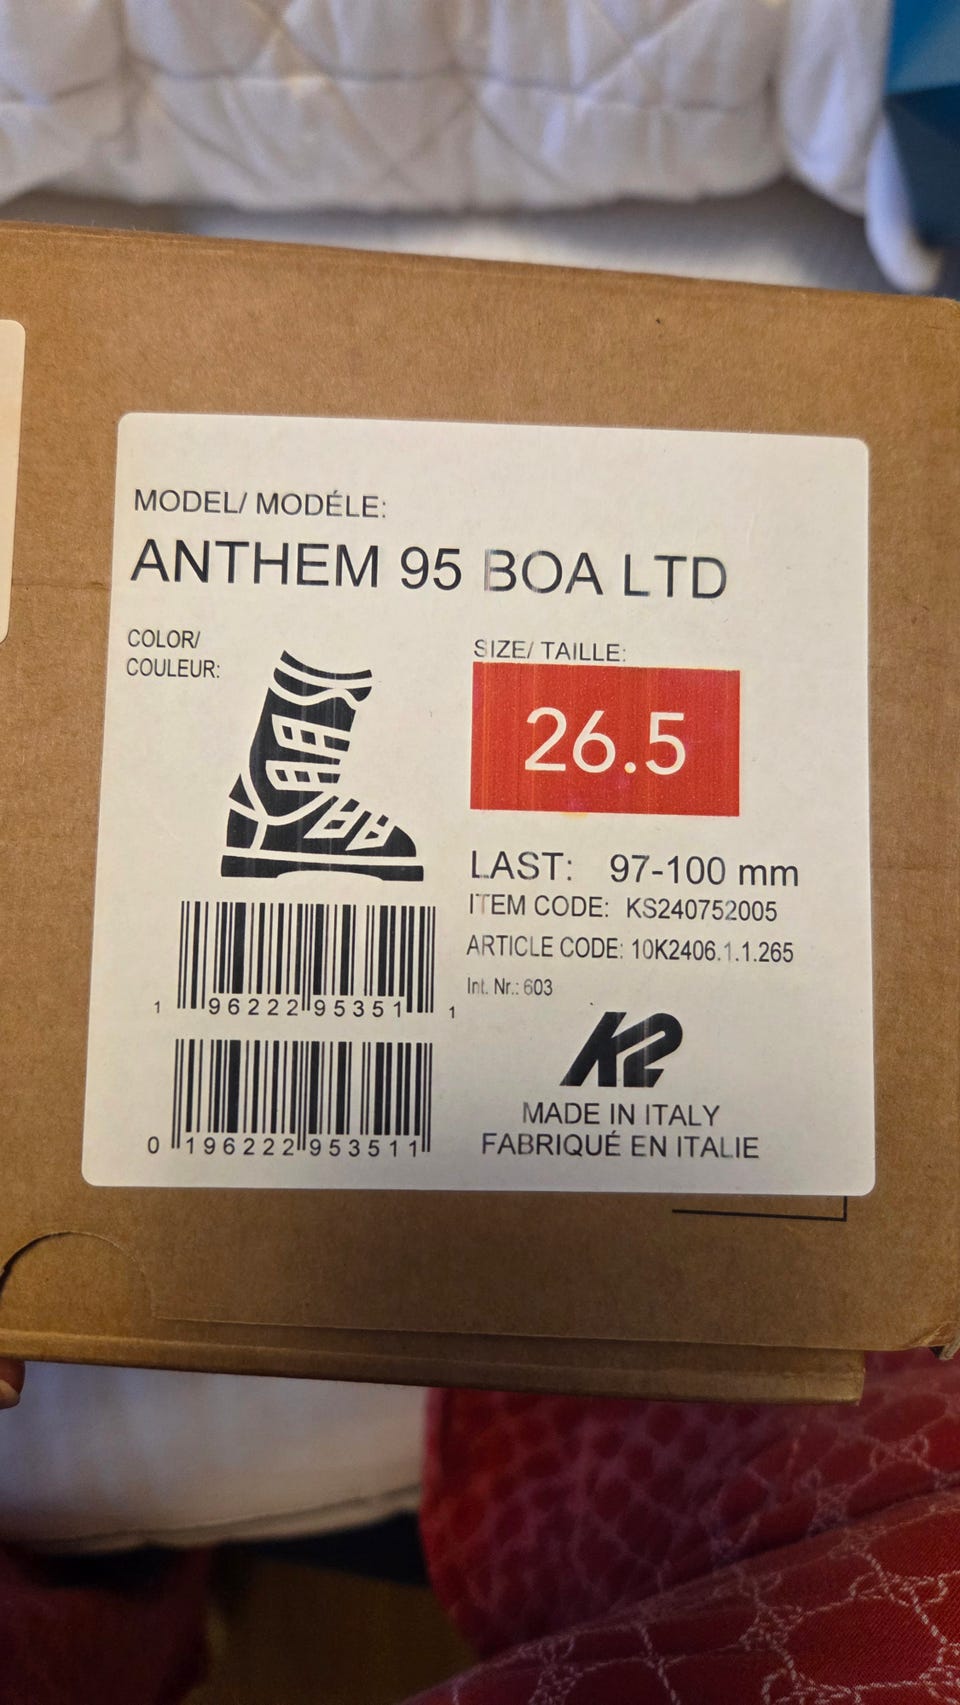 MODEL/ MODÉLE:
ANTHEM 95 BOA LTD
COLOR/
COULEUR:
SIZE/ TAILLE:
26.5
LAST: 97-100 mm
ITEM CODE: KS240752005
ARTICLE CODE: 10K2406.1.1.265
Int. Nr.: 603
1 96222 95351 1
0 196222 953511
K2
MADE IN ITALY
FABRIQUÉ EN ITALIE